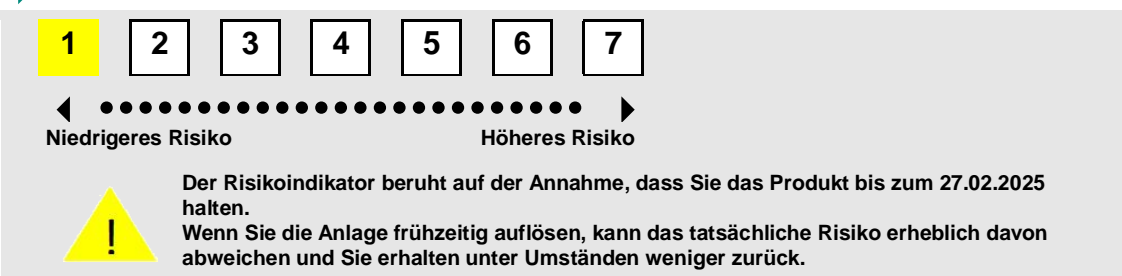 1 2 3 4 5 6 7
Niedrigeres Risiko Höheres Risiko
Der Risikoindikator beruht auf der Annahme, dass Sie das Produkt bis zum 27.02.2025
halten.
Wenn Sie die Anlage frühzeitig auflösen, kann das tatsächliche Risiko erheblich davon
abweichen und Sie erhalten unter Umständen weniger zurück.
!